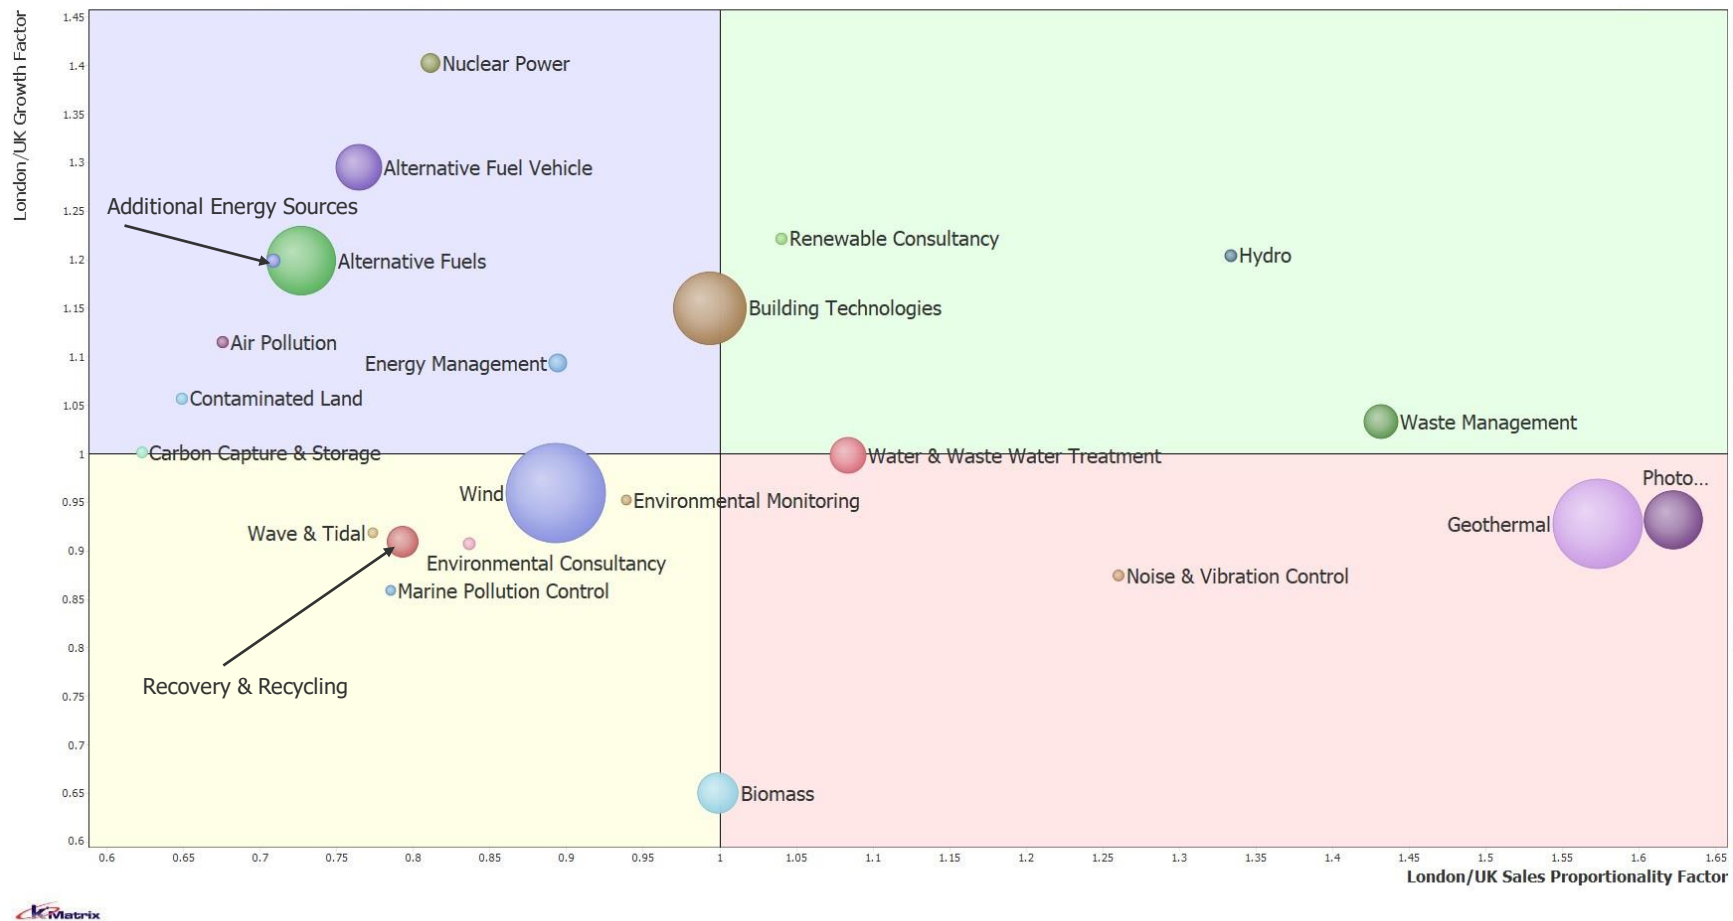 London/UK Growth Factor
1.45
1.4
1.35
1.3
1.25
1.2
1.15
1.1
1.05
1
0.95
0.9
0.85
0.8
0.75
0.7
0.65
0.6
Nuclear Power
Alternative Fuel Vehicle
Additional Energy Sources
Alternative Fuels
Renewable Consultancy
Hydro
Building Technologies
Air Pollution
Energy Management
Contaminated Land
Waste Management
Carbon Capture & Storage
Water & Waste Water Treatment
Photo...
Wind
Environmental Monitoring
Geothermal
Wave & Tidal
Environmental Consultancy
Noise & Vibration Control
Marine Pollution Control
Recovery & Recycling
Biomass
0.6 0.65 0.7 0.75 0.8 0.85 0.9 0.95 1 1.05 1.1 1.15 1.2 1.25 1.3 1.35 1.4 1.45 1.5 1.55 1.6 1.65
London/UK Sales Proportionality Factor
kMatrix